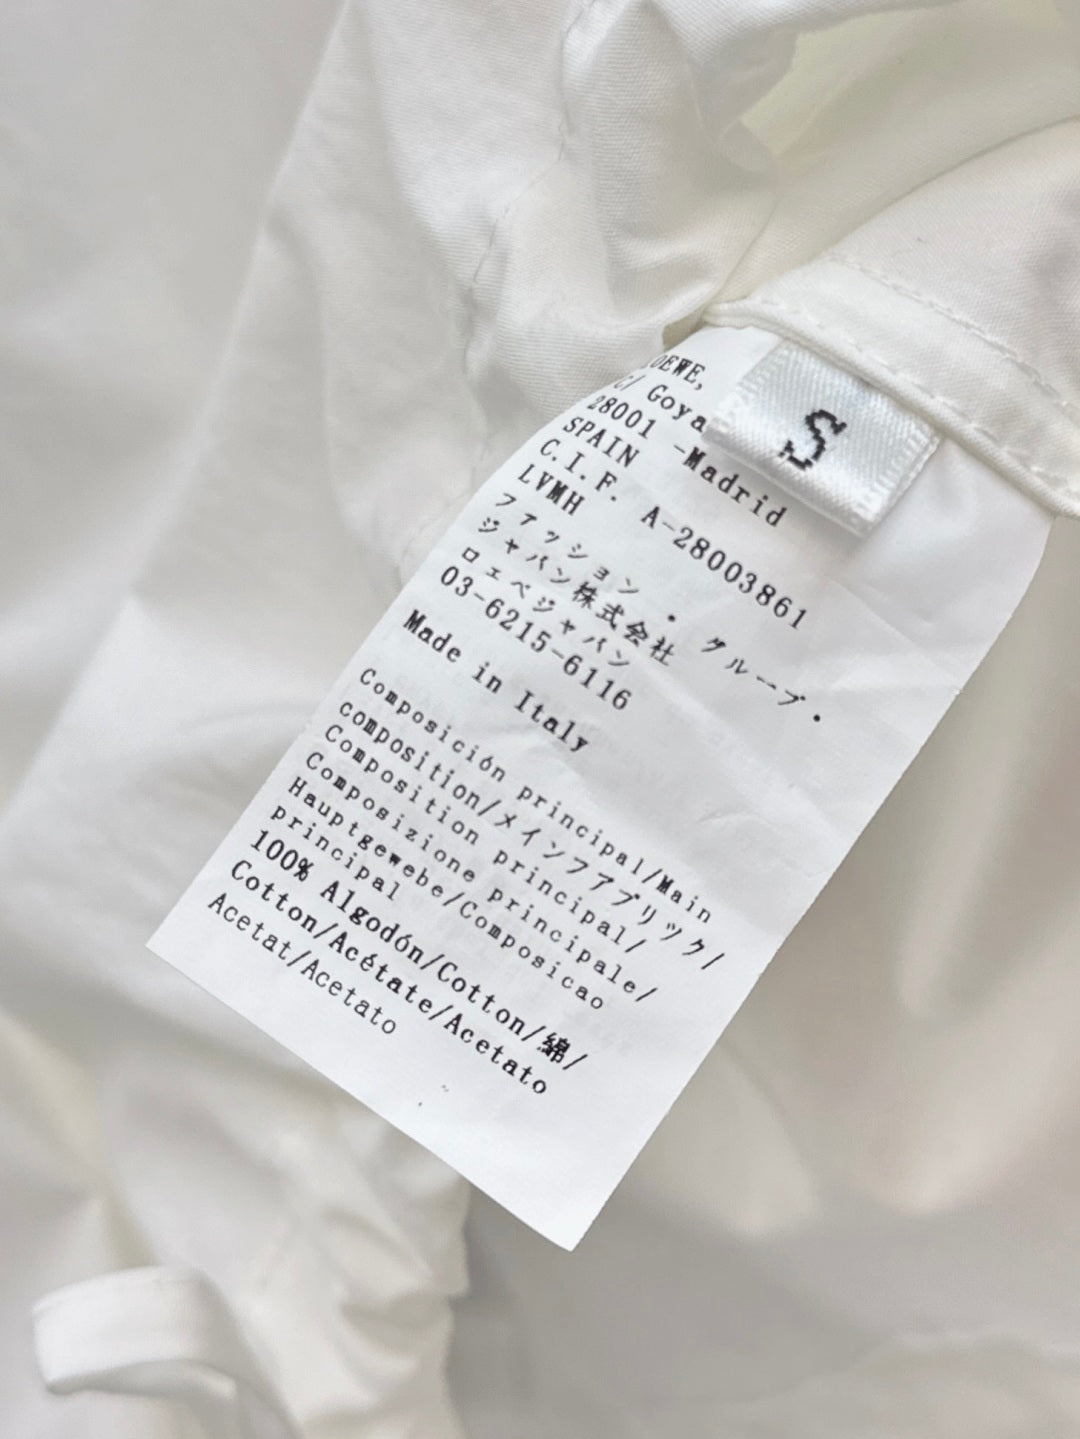 S
LOEWE,
C/ Goya
28001 -Madrid
SPAIN
C.I.F. A-28003861
LVMH
ファッション・ グループ・
ジャパン株式会社
ロエベジャパン
03-6215-6116
Made in Italy
Composición principal/Main
composition/メインファブリック/
Composition principal/
Composizione principale/
Hauptgewebe/Composicao
principal
100% Algodón/Cotton/綿/
Cotton/Acétate/Acetato
Acetat/Acetato